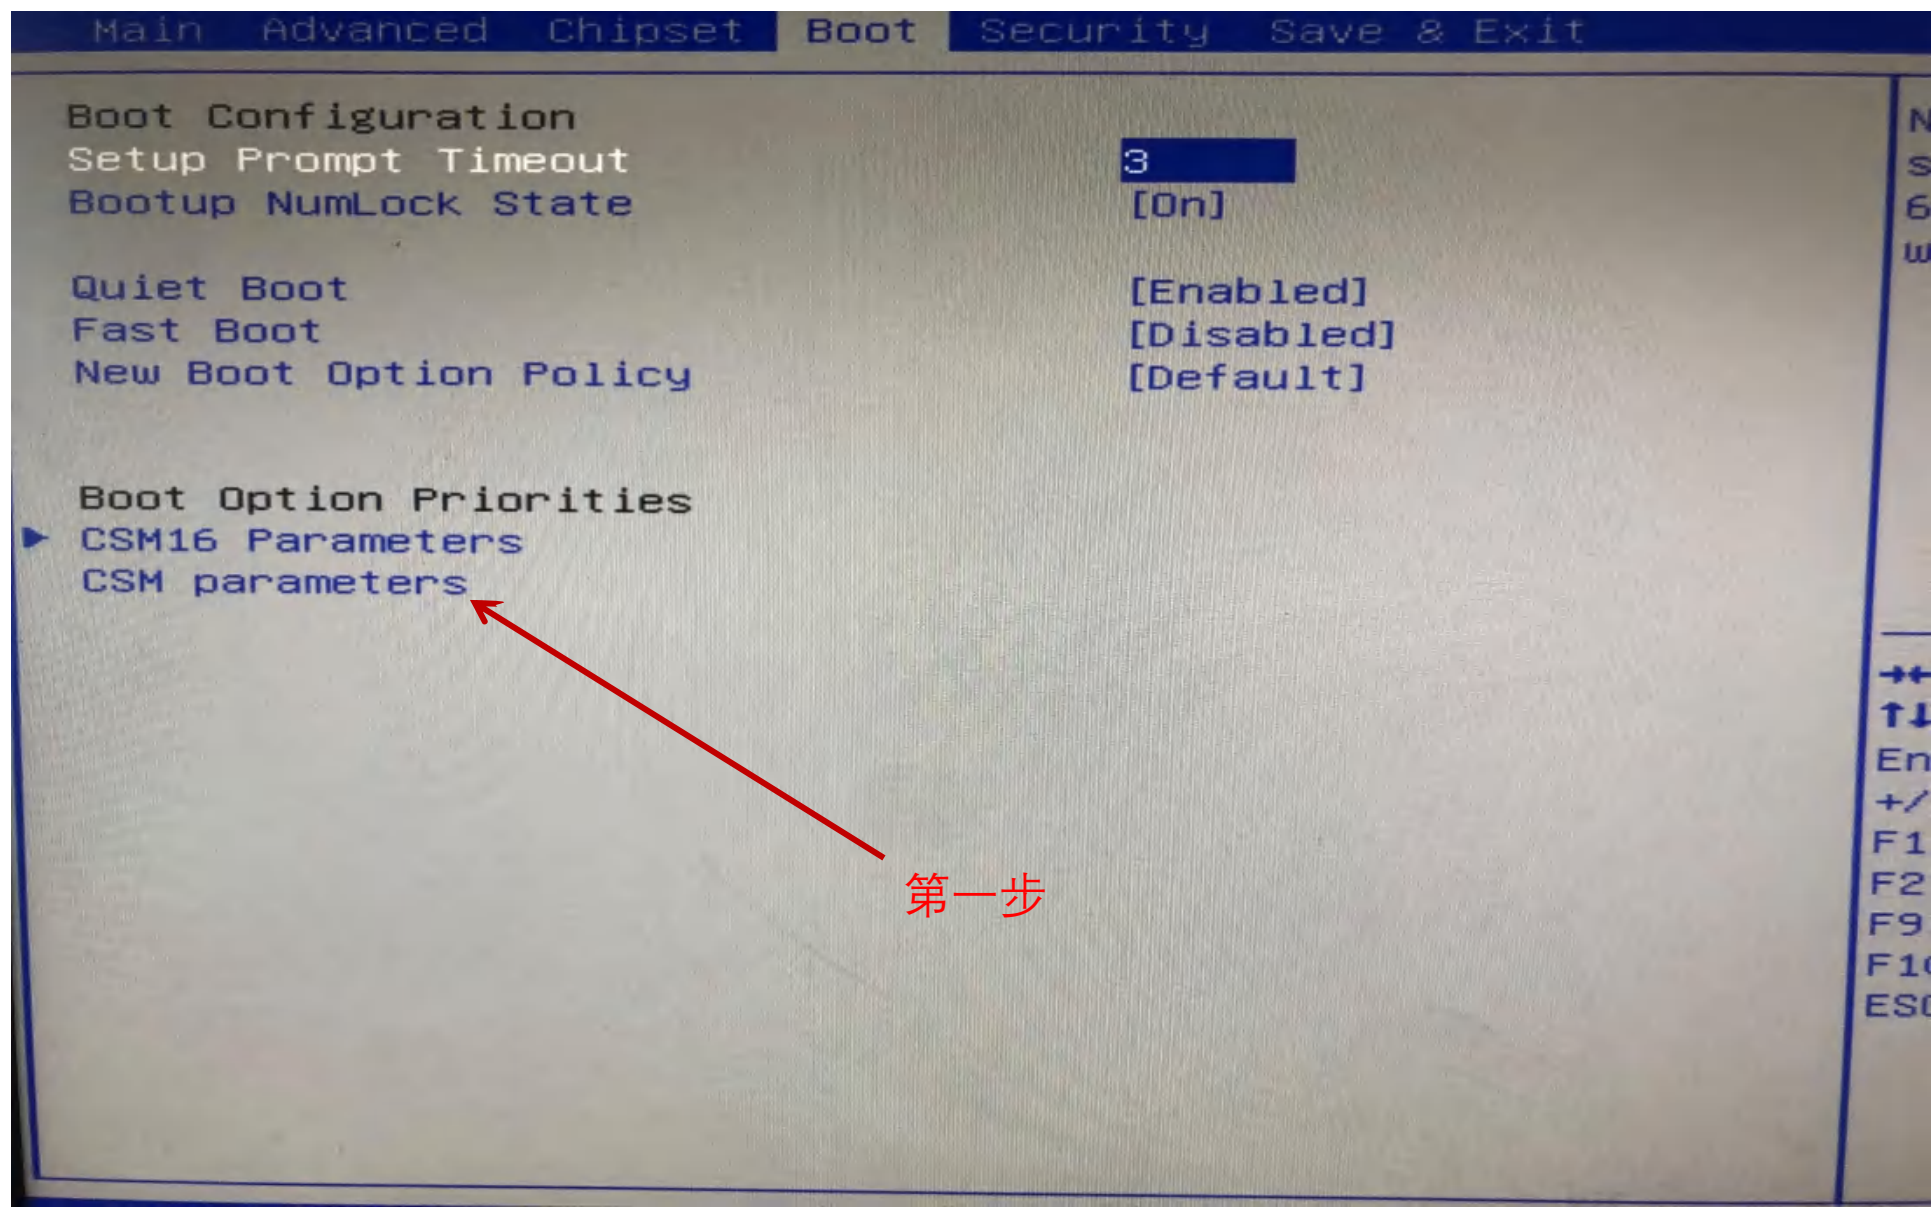 Main Advanced Chipset Boot Security Save & Exit
Boot Configuration
Setup Prompt Timeout 3
Bootup NumLock State [On]
Quiet Boot [Enabled]
Fast Boot [Disabled]
New Boot Option Policy [Default]
Boot Option Priorities
CSM16 Parameters
CSM parameters
第一步
→←
↑↓
+/
F1
F2
F9